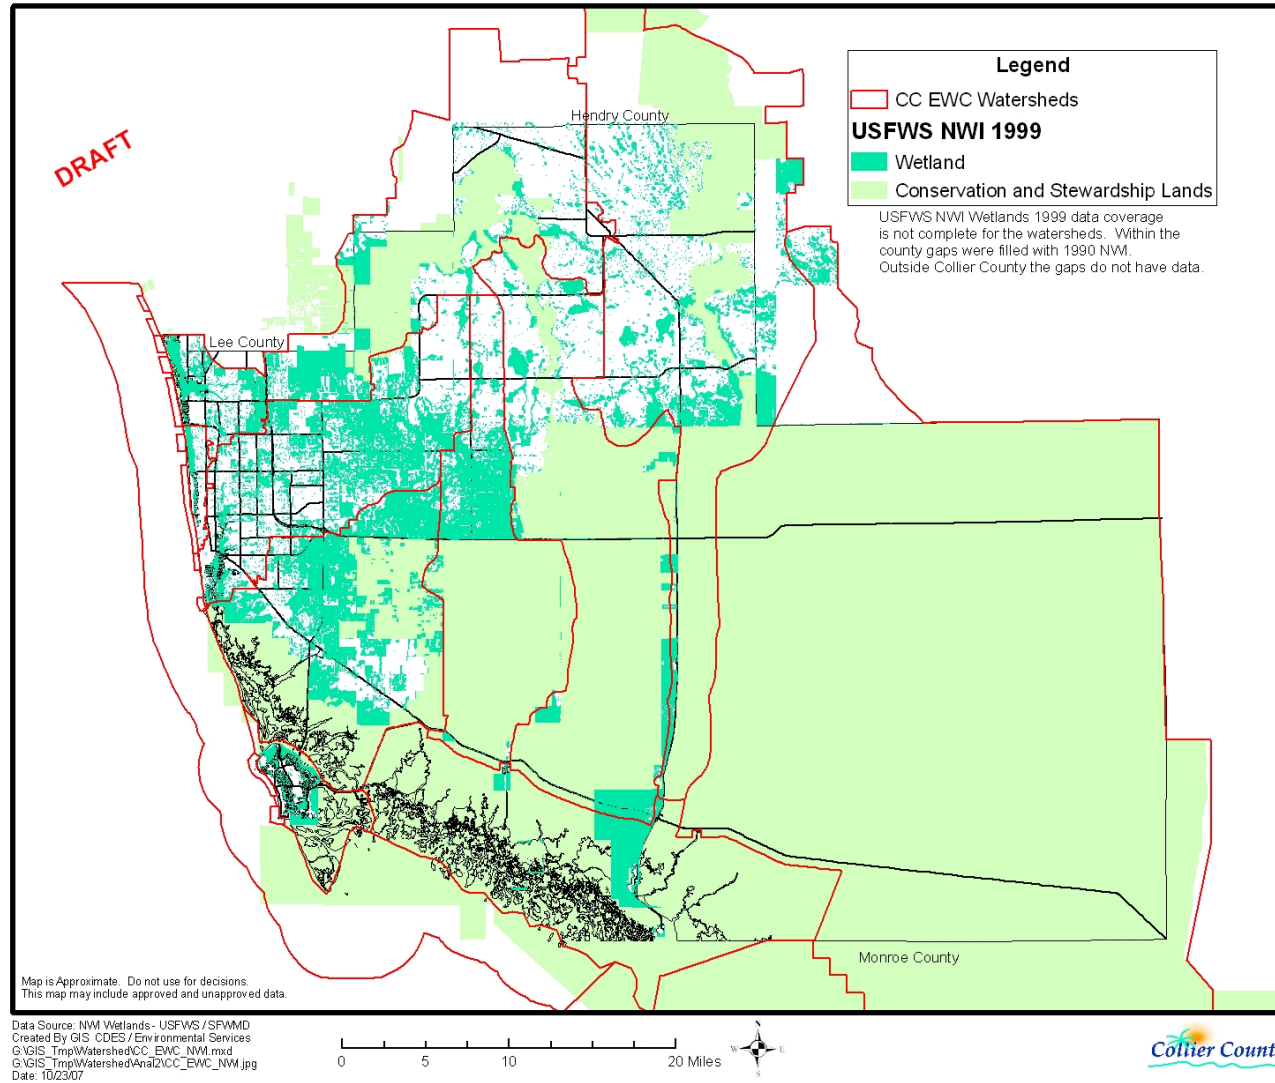 Legend
CC EWC Watersheds
USFWS NWI 1999
Wetland
Conservation and Stewardship Lands
USFWS NWI Wetlands 1999 data coverage
is not complete for the watersheds. Within the
county gaps were filled with 1990 NWI.
Outside Collier County the gaps do not have data.
DRAFT
Hendry County
Lee County
Monroe County
Map is Approximate. Do not use for decisions.
This map may include approved and unapproved data.
Data Source: NWI Wetlands - USFWS / SFWMD
Created By GIS CDES / Environmental Services
G:\GIS_Tmp\Watershed\CC_EWC_NWI.mxd
G:\GIS_Tmp\Watershed\Anal2\CC_EWC_NWI.jpg
Date: 10/23/07
0 5 10 20 Miles
N
W E
S
Collier Count